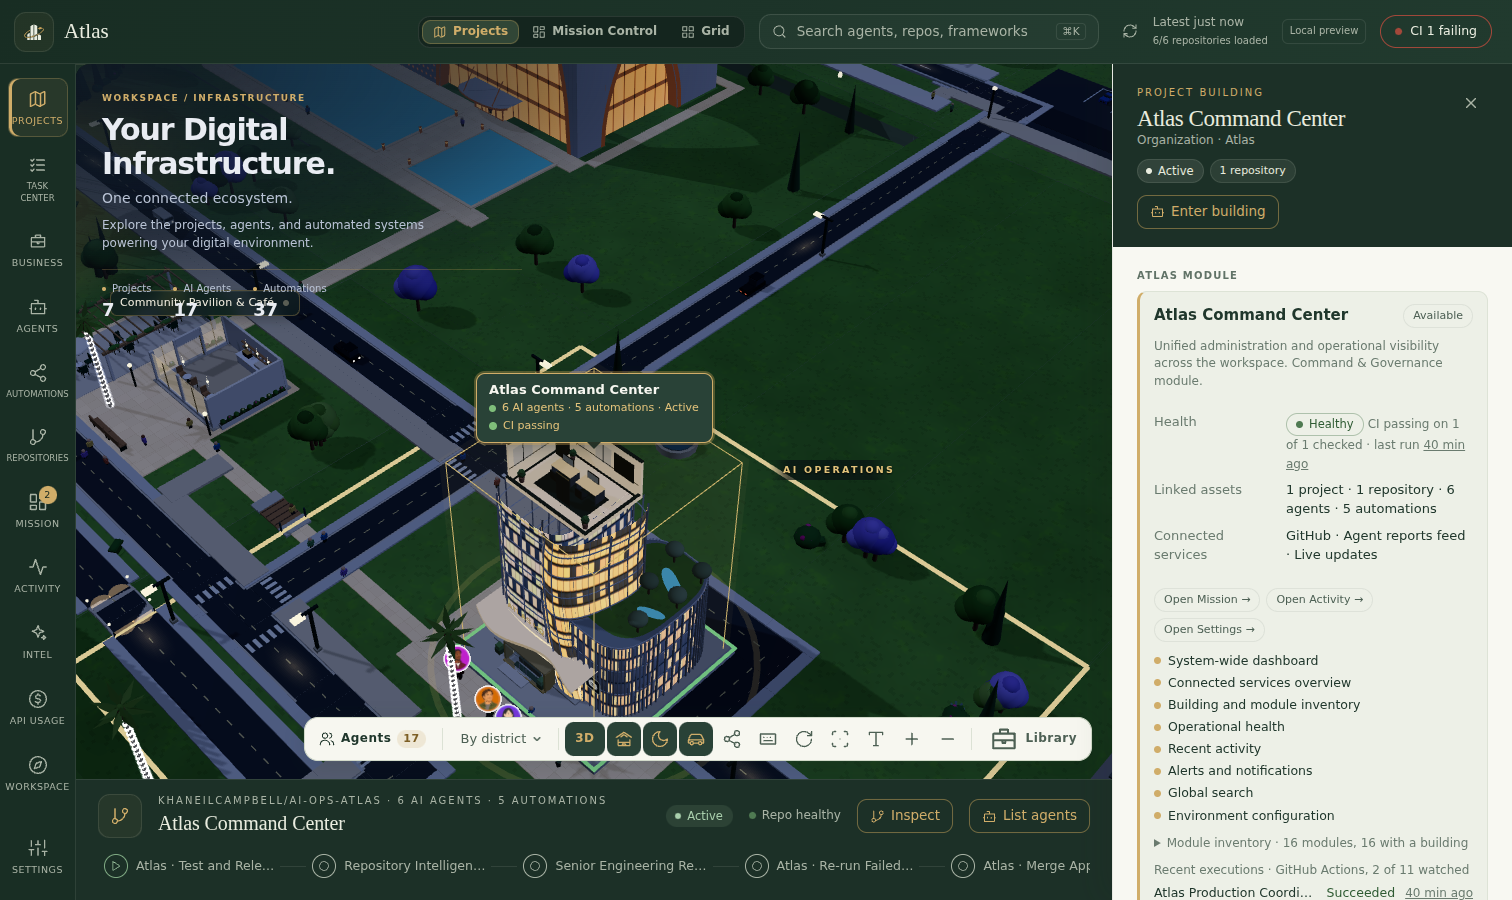 Atlas
Projects
Mission Control
Grid
Search agents, repos, frameworks
⌘K
Latest just now
6/6 repositories loaded
Local preview
CI 1 failing
PROJECTS
TASK
CENTER
BUSINESS
AGENTS
AUTOMATIONS
REPOSITORIES
2
MISSION
ACTIVITY
INTEL
API USAGE
WORKSPACE
SETTINGS
WORKSPACE / INFRASTRUCTURE
Your Digital
Infrastructure.
One connected ecosystem.
Explore the projects, agents, and automated systems
powering your digital environment.
Projects
AI Agents
Automations
7
17
37
Community Pavilion & Café
Atlas Command Center
6 AI agents · 5 automations · Active
CI passing
AI OPERATIONS
Agents 17
By district
3D
Library
KHANEILCAMPBELL/AI-OPS-ATLAS · 6 AI AGENTS · 5 AUTOMATIONS
Atlas Command Center
Active
Repo healthy
Inspect
List agents
Atlas · Test and Rele…
Repository Intelligen…
Senior Engineering Re…
Atlas · Re-run Failed…
Atlas · Merge App
PROJECT BUILDING
Atlas Command Center
Organization · Atlas
Active
1 repository
Enter building
ATLAS MODULE
Atlas Command Center
Available
Unified administration and operational visibility
across the workspace. Command & Governance
module.
Health
Healthy CI passing on 1
of 1 checked · last run 40 min
ago
Linked assets
1 project · 1 repository · 6
agents · 5 automations
Connected
services
GitHub · Agent reports feed
· Live updates
Open Mission →
Open Activity →
Open Settings →
System-wide dashboard
Connected services overview
Building and module inventory
Operational health
Recent activity
Alerts and notifications
Global search
Environment configuration
Module inventory · 16 modules, 16 with a building
Recent executions · GitHub Actions, 2 of 11 watched
Atlas Production Coordi… Succeeded 40 min ago